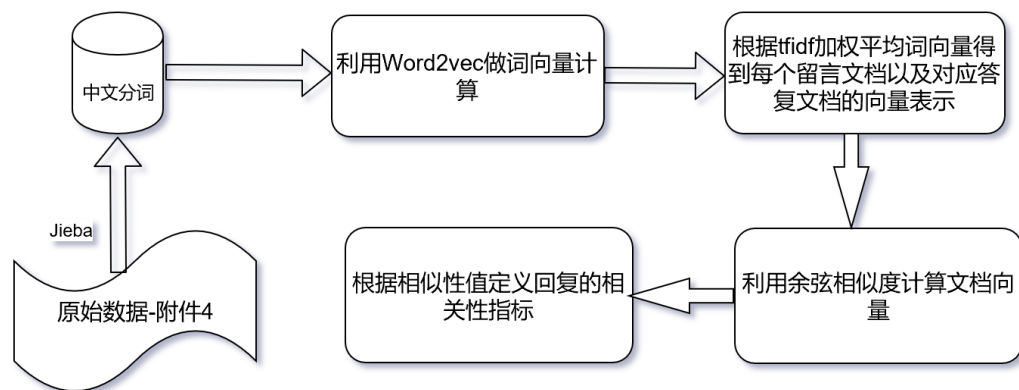 中文分词
利用Word2vec做词向量计
算
根据tfidf加权平均词向量得
到每个留言文档以及对应答
复文档的向量表示
Jieba
原始数据-附件4
根据相似性值定义回复的相
关性指标
利用余弦相似度计算文档向
量